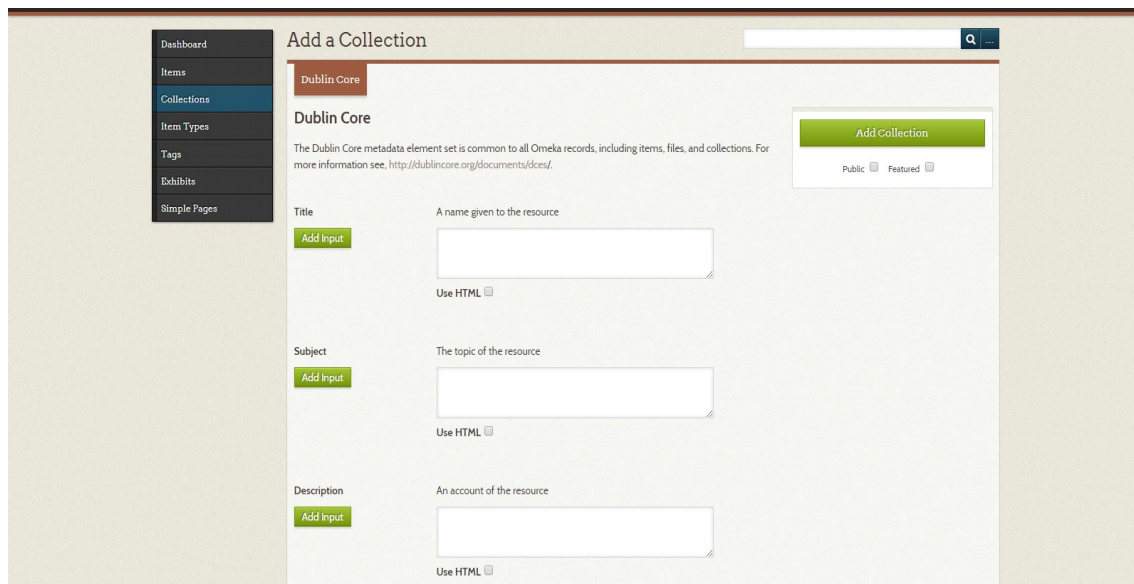 Add a Collection
...
Dashboard
Items
Collections
Item Types
Tags
Exhibits
Simple Pages
Dublin Core
Dublin Core
The Dublin Core metadata element set is common to all Omeka records, including items, files, and collections. For
more information see, http://dublincore.org/documents/dces/.
Add Collection
Public Featured
Title
A name given to the resource
Add Input
Use HTML
Subject
The topic of the resource
Add Input
Use HTML
Description
An account of the resource
Add Input
Use HTML